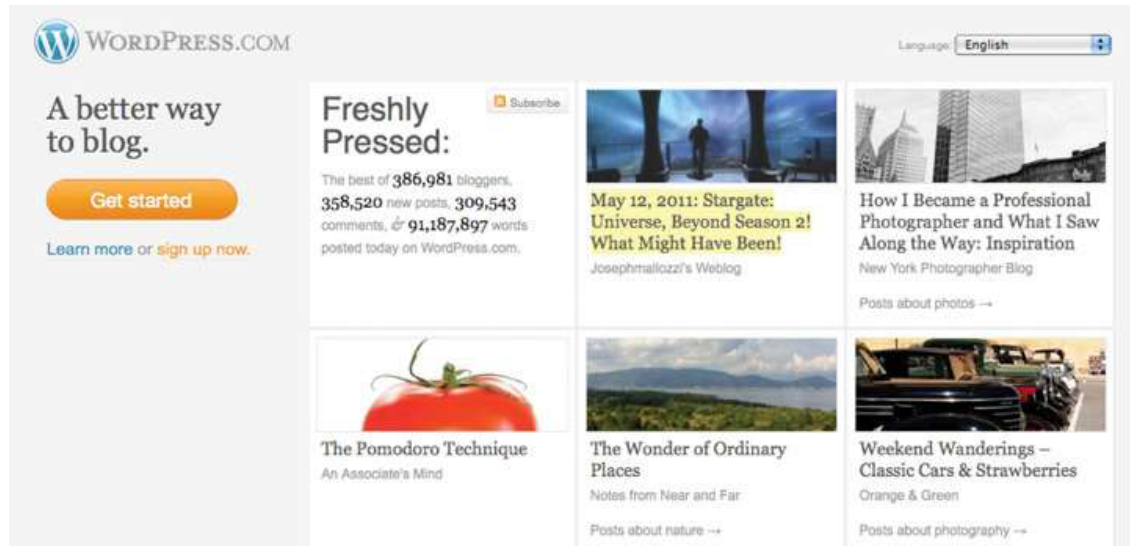 WORDPRESS.COM
Language: English
A better way
to blog.
Get started
Learn more or sign up now.
Freshly
Pressed:
Subscribe
The best of 386,981 bloggers,
358,520 new posts, 309,543
comments, & 91,187,897 words
posted today on WordPress.com.
May 12, 2011: Stargate:
Universe, Beyond Season 2!
What Might Have Been!
Josephmallozzi's Weblog
How I Became a Professional
Photographer and What I Saw
Along the Way: Inspiration
New York Photographer Blog
Posts about photos →
The Pomodoro Technique
An Associate's Mind
The Wonder of Ordinary
Places
Notes from Near and Far
Posts about nature →
Weekend Wanderings –
Classic Cars & Strawberries
Orange & Green
Posts about photography →